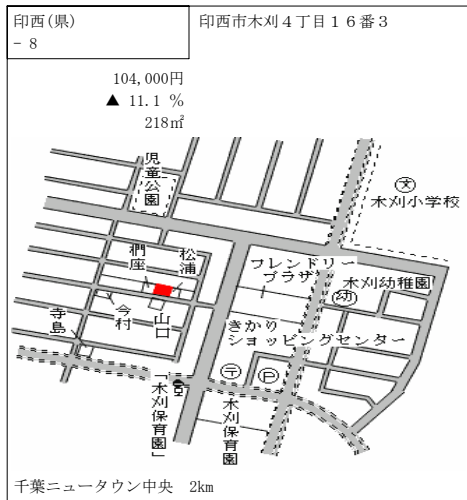 印西(県)
- 8
印西市木刈４丁目１６番３
104,000円
▲ 11.1 %
218㎡
児童公園
文
木刈小学校
椚座
松浦
フレンドリープラザ
木刈幼稚園
幼
今村
山口
きかり
ショッピングセンター
寺島
〒
P
「木刈保育園」
木刈保育園
千葉ニュータウン中央　2km